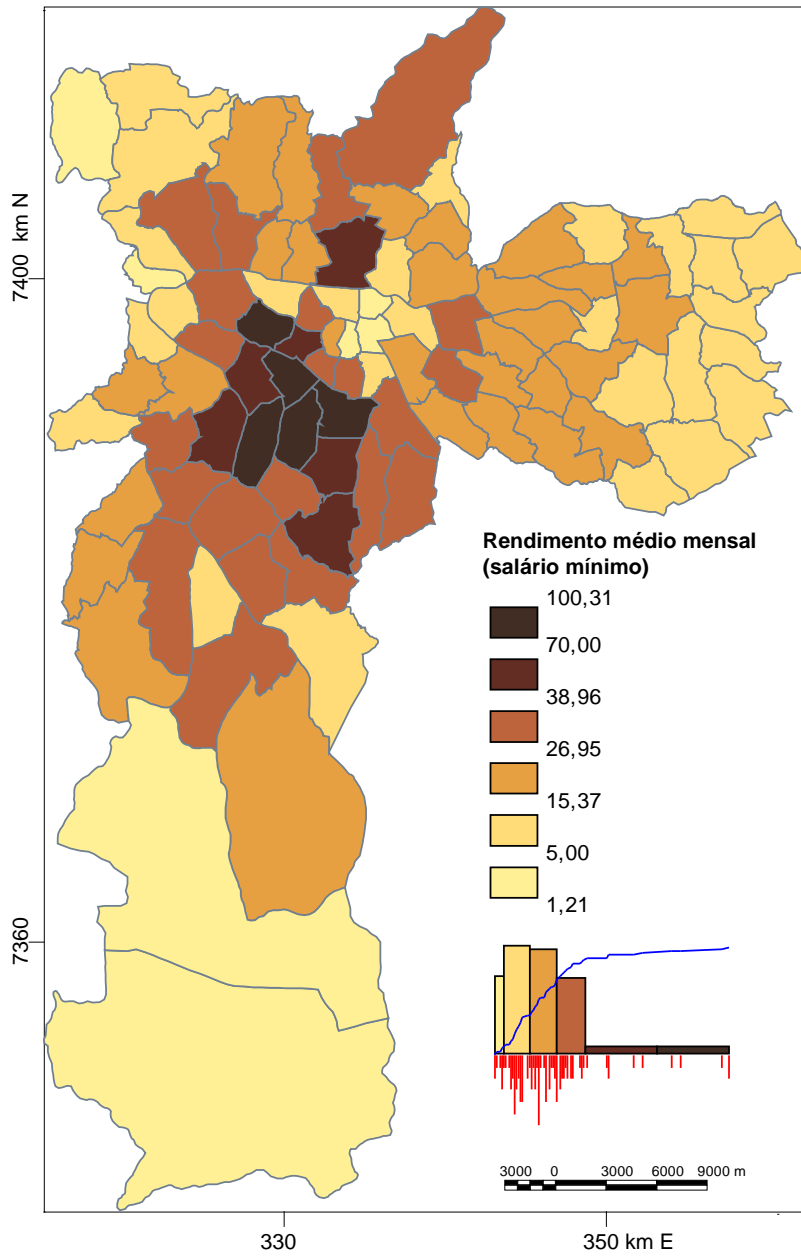 7400 km N
7360
330
350 km E
Rendimento médio mensal
(salário mínimo)
100,31
70,00
38,96
26,95
15,37
5,00
1,21
3000 0 3000 6000 9000 m